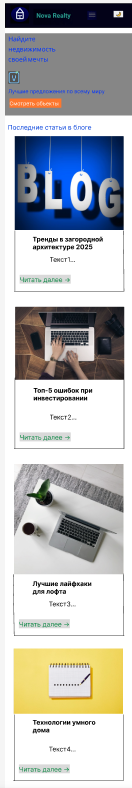 Nova Realty
Найдите
недвижимость
своей мечты
Лучшие предложения по всему миру
Смотреть объекты
Последние статьи в блоге
BLOG
Тренды в загородной
архитектуре 2025
Текст1...
Читать далее →
Топ-5 ошибок при
инвестировании
Текст2...
Читать далее →
Лучшие лайфхаки
для лофта
Текст3...
Читать далее →
Технологии умного
дома
Текст4...
Читать далее →